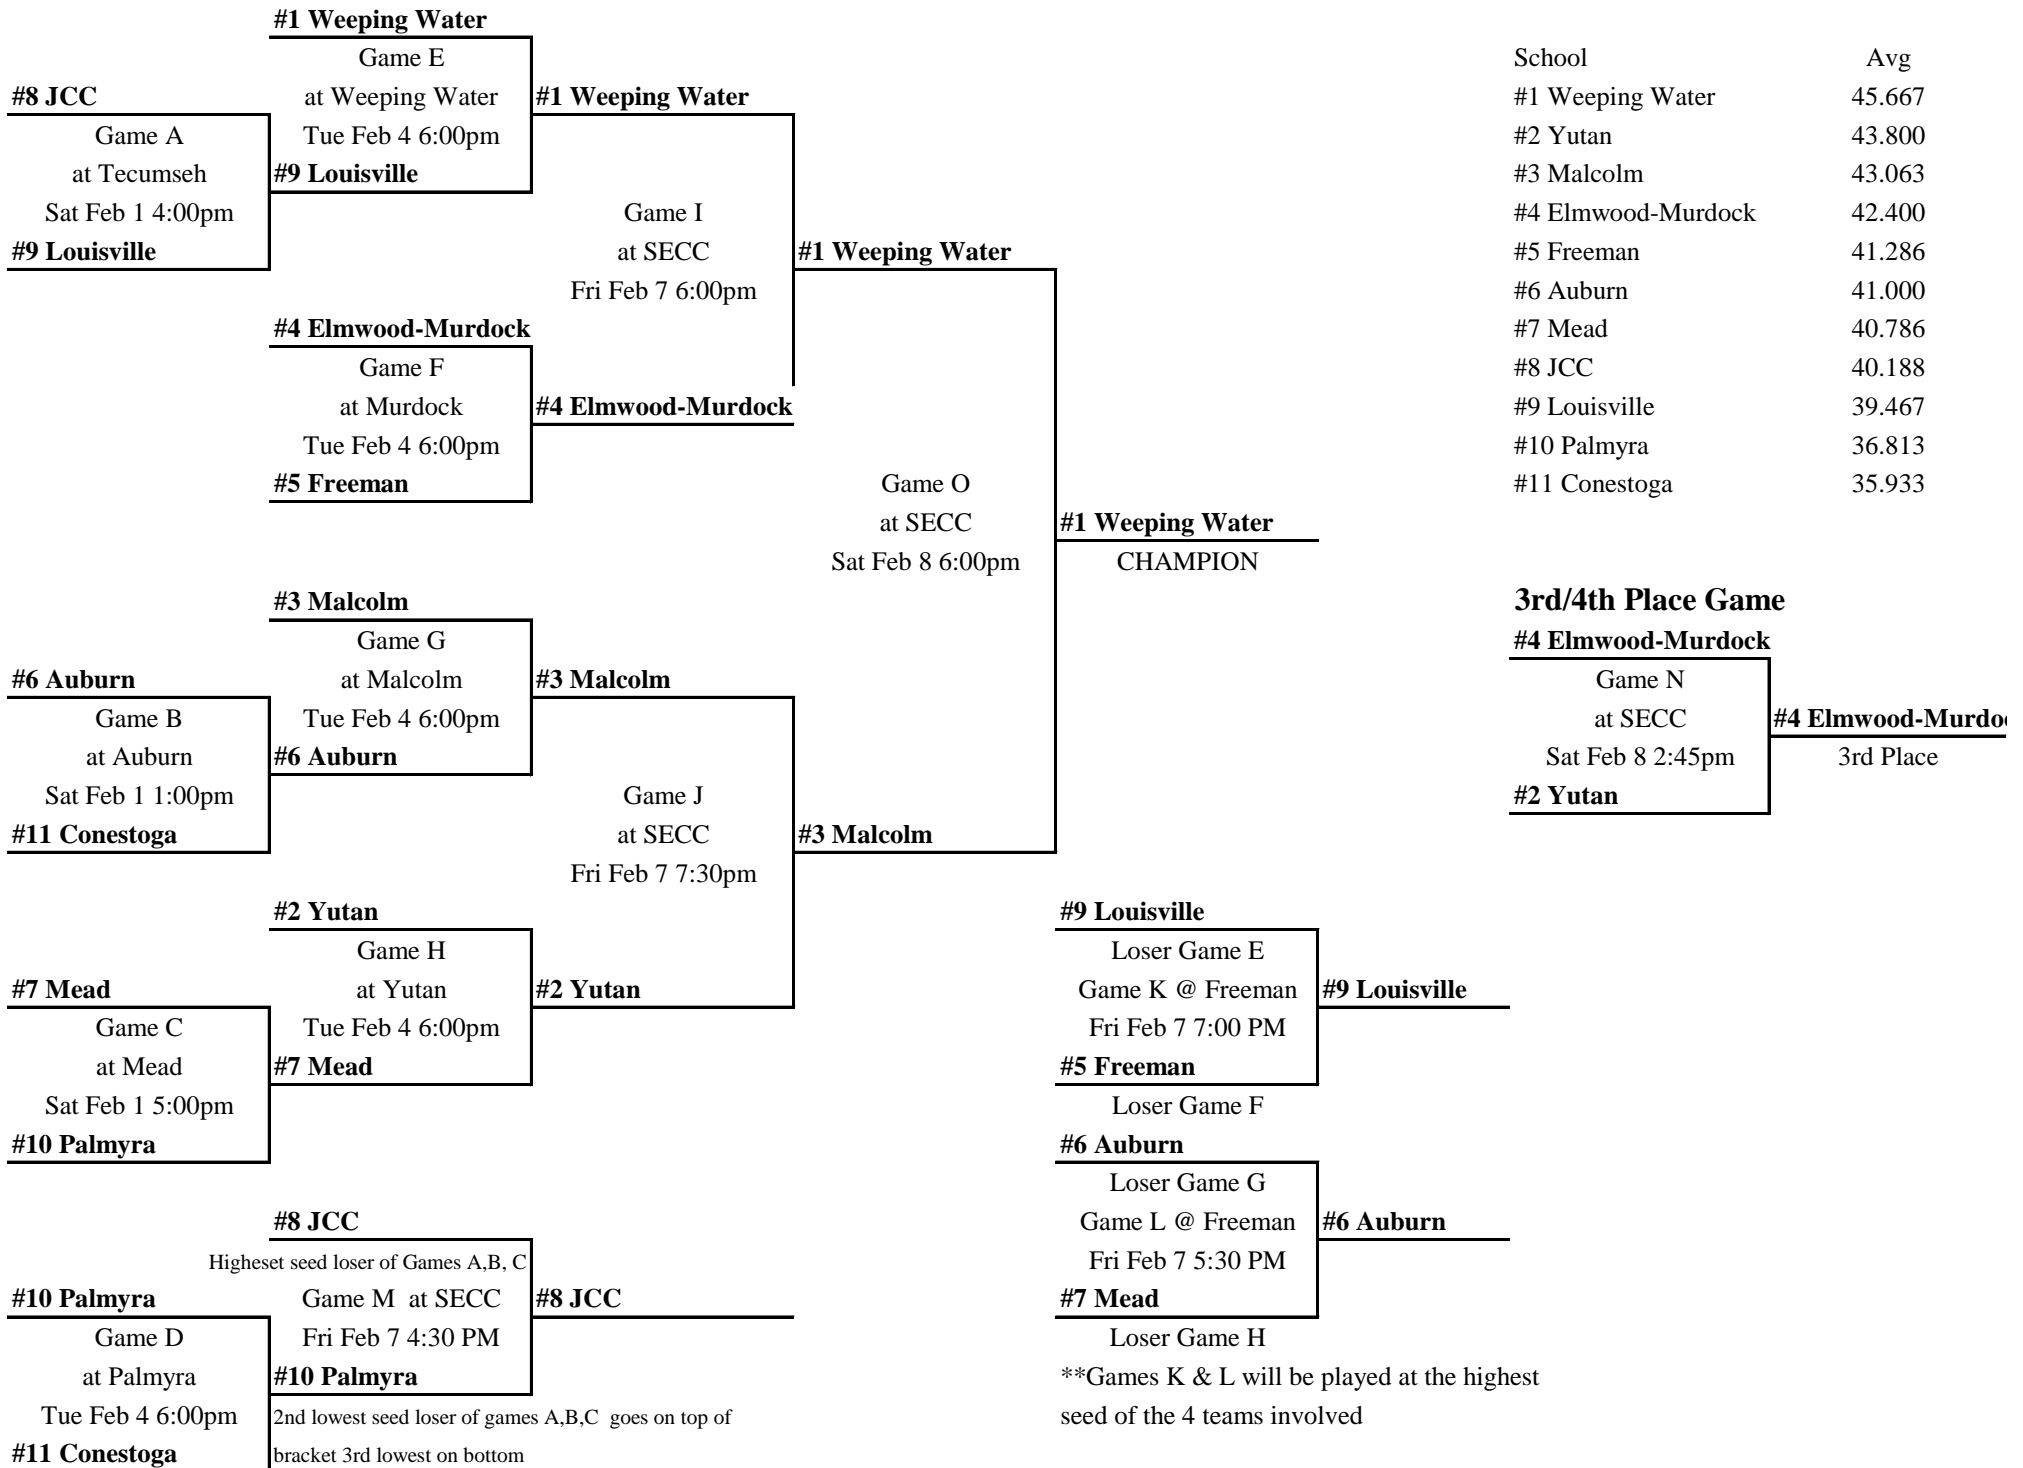 #1 Weeping Water
Game E
at Weeping Water
Tue Feb 4 6:00pm
#9 Louisville
#8 JCC
Game A
at Tecumseh
Sat Feb 1 4:00pm
#9 Louisville
#1 Weeping Water
Game I
at SECC
Fri Feb 7 6:00pm
#4 Elmwood-Murdock
Game F
at Murdock
Tue Feb 4 6:00pm
#5 Freeman
#4 Elmwood-Murdock
#1 Weeping Water
Game O
at SECC
Sat Feb 8 6:00pm
#1 Weeping Water
CHAMPION
#3 Malcolm
Game G
at Malcolm
Tue Feb 4 6:00pm
#6 Auburn
#6 Auburn
Game B
at Auburn
Sat Feb 1 1:00pm
#11 Conestoga
#3 Malcolm
Game J
at SECC
Fri Feb 7 7:30pm
#3 Malcolm
#2 Yutan
Game H
at Yutan
Tue Feb 4 6:00pm
#7 Mead
#2 Yutan
#7 Mead
Game C
at Mead
Sat Feb 1 5:00pm
#10 Palmyra
#8 JCC
Higheset seed loser of Games A,B, C
Game M at SECC
Fri Feb 7 4:30 PM
#10 Palmyra
2nd lowest seed loser of games A,B,C goes on top of
bracket 3rd lowest on bottom
#8 JCC
#10 Palmyra
Game D
at Palmyra
Tue Feb 4 6:00pm
#11 Conestoga
School Avg
#1 Weeping Water 45.667
#2 Yutan 43.800
#3 Malcolm 43.063
#4 Elmwood-Murdock 42.400
#5 Freeman 41.286
#6 Auburn 41.000
#7 Mead 40.786
#8 JCC 40.188
#9 Louisville 39.467
#10 Palmyra 36.813
#11 Conestoga 35.933
3rd/4th Place Game
#4 Elmwood-Murdock
Game N
at SECC
Sat Feb 8 2:45pm
#2 Yutan
#4 Elmwood-Murdo
3rd Place
#9 Louisville
Loser Game E
Game K @ Freeman
Fri Feb 7 7:00 PM
#5 Freeman
Loser Game F
#9 Louisville
#6 Auburn
Loser Game G
Game L @ Freeman
Fri Feb 7 5:30 PM
#7 Mead
Loser Game H
#6 Auburn
**Games K & L will be played at the highest
seed of the 4 teams involved